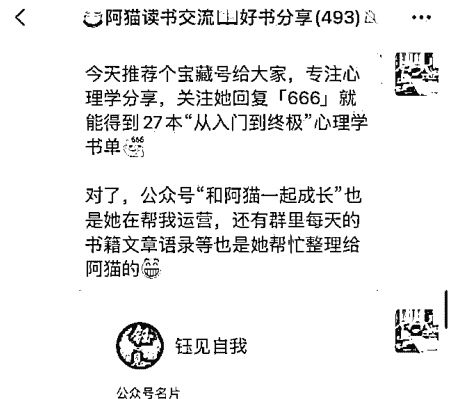 阿猫读书交流📖好书分享(493)
今天推荐个宝藏号给大家，专注心
理学分享，关注她回复「666」就
能得到27本“从入门到终极”心理学
书单
对了，公众号“和阿猫一起成长”也
是她在帮我运营，还有群里每天的
书籍文章语录等也是她帮忙整理给
阿猫的😁
钰见
钰见自我
公众号名片